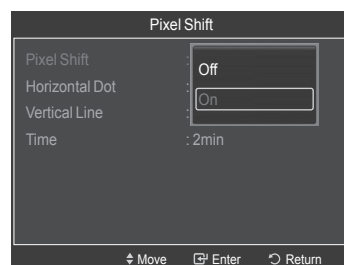 Pixel Shift
Pixel Shift :
Off
Horizontal Dot :
On
Vertical Line :
Time : 2min
Move Enter Return